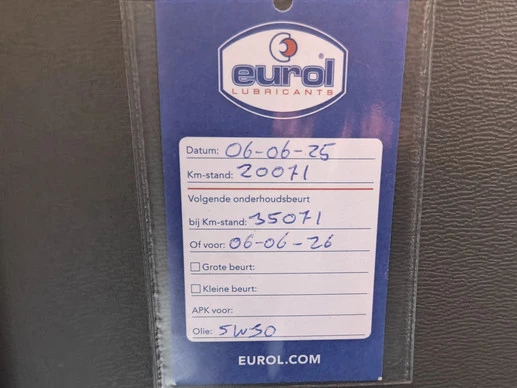 eurol
LUBRICANTS
Datum: 06-06-25
Km-stand: 20071
Volgende onderhoudsbeurt
bij Km-stand: 35071
Of voor: 06-06-26
Grote beurt:
Kleine beurt:
APK voor:
Olie: 5W30
EUROL.COM